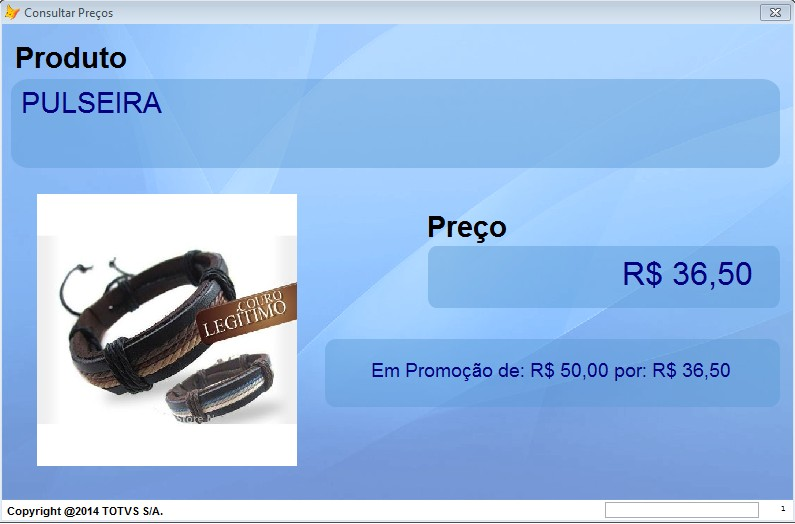 Consultar Preços
Produto
PULSEIRA
COURO
LEGÍTIMO
Preço
R$ 36,50
Em Promoção de: R$ 50,00 por: R$ 36,50
Copyright @2014 TOTVS S/A.
1